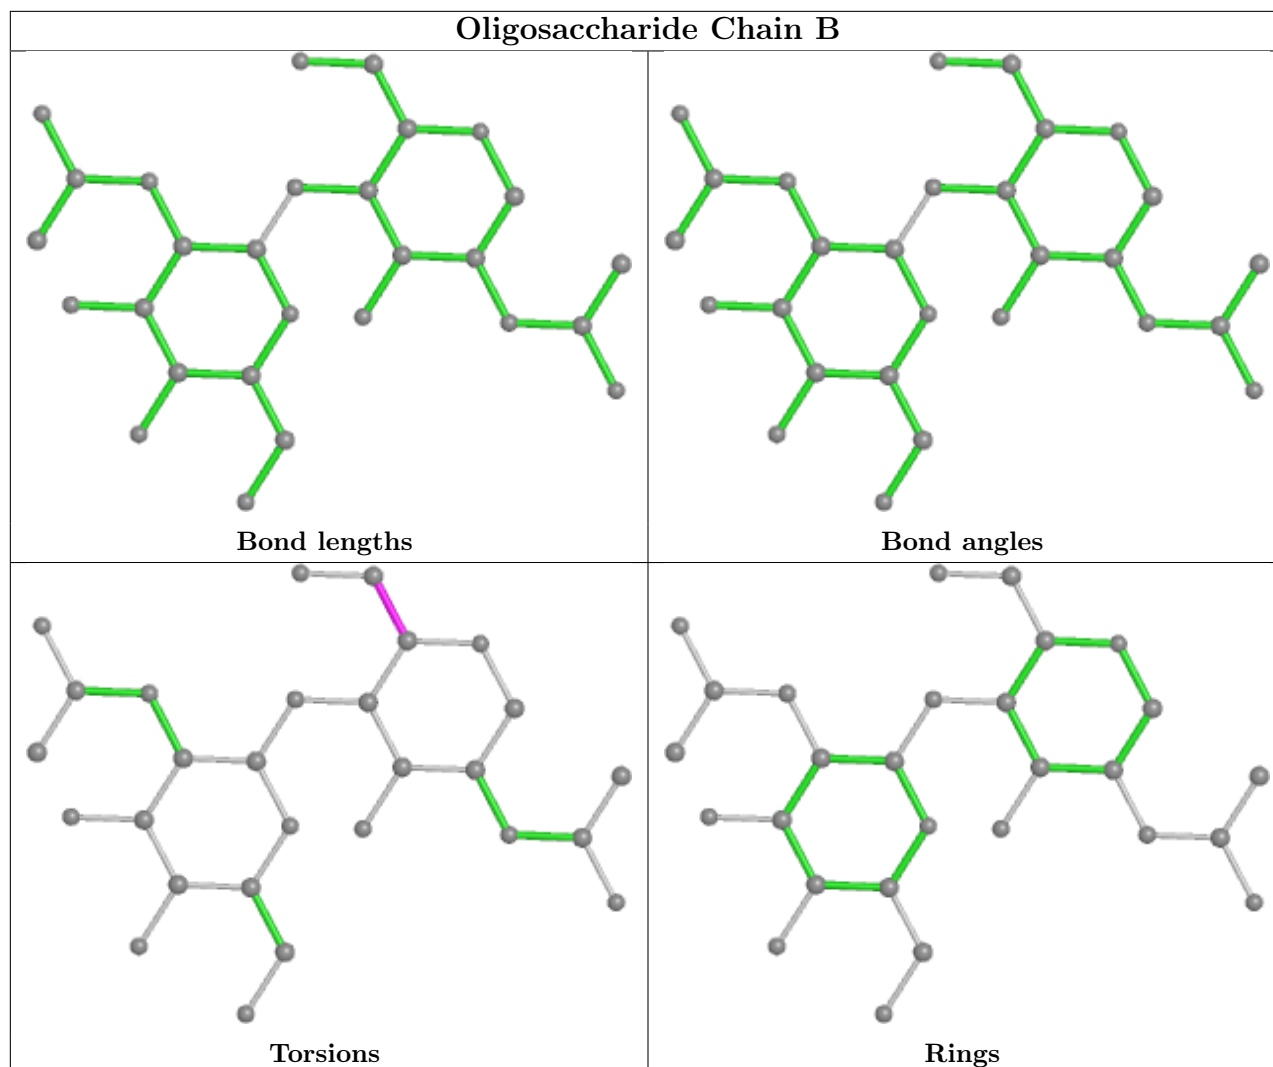 Oligosaccharide Chain B
Bond lengths
Bond angles
Torsions
Rings